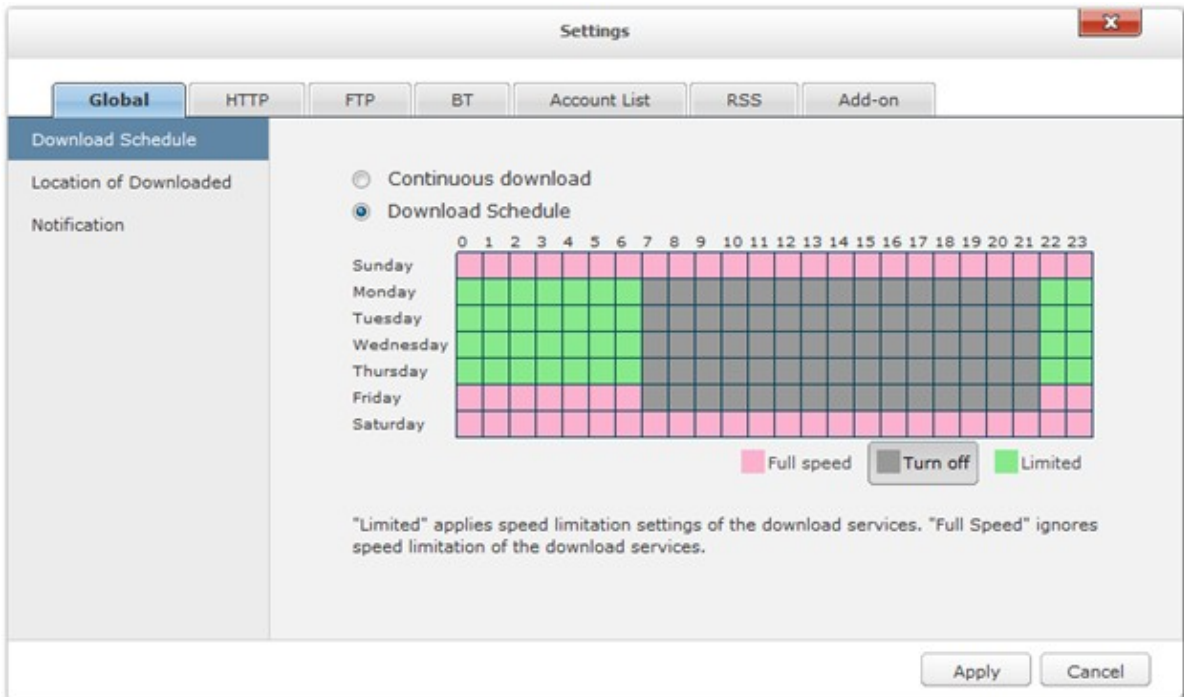 Settings
Global HTTP FTP BT Account List RSS Add-on
Download Schedule
Location of Downloaded
Notification
Continuous download
Download Schedule
0 1 2 3 4 5 6 7 8 9 10 11 12 13 14 15 16 17 18 19 20 21 22 23
Sunday
Monday
Tuesday
Wednesday
Thursday
Friday
Saturday
Full speed Turn off Limited
"Limited" applies speed limitation settings of the download services. "Full Speed" ignores
speed limitation of the download services.
Apply Cancel